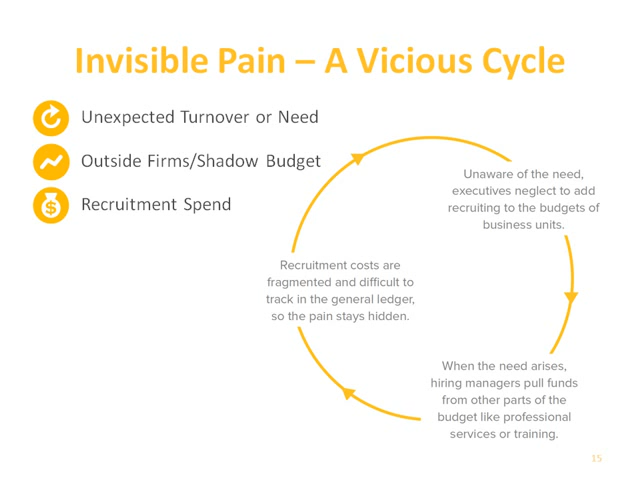 Invisible Pain – A Vicious Cycle
Unexpected Turnover or Need
Outside Firms/Shadow Budget
Recruitment Spend
Unaware of the need,
executives neglect to add
recruiting to the budgets of
business units.
Recruitment costs are
fragmented and difficult to
track in the general ledger,
so the pain stays hidden.
When the need arises,
hiring managers pull funds
from other parts of the
budget like professional
services or training.
15